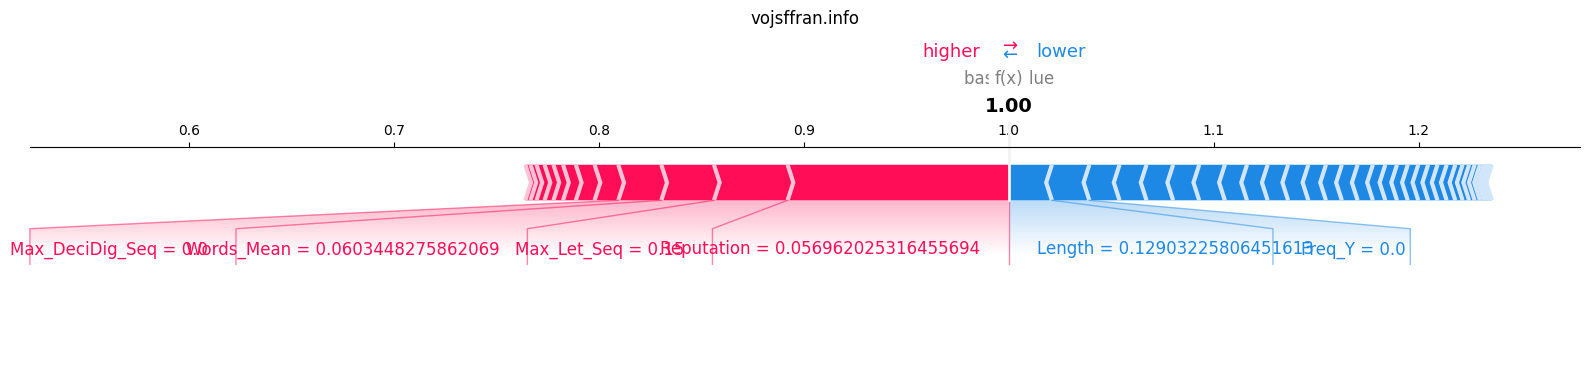 vojsffran.info
higher ⇄ lower
bas f(x) lue
1.00
0.6 0.7 0.8 0.9 1.0 1.1 1.2
Max_DeciDig_Seq = 0.0 Words_Mean = 0.0603448275862069 Max_Let_Seq = 0.15 Reputation = 0.056962025316455694 Length = 0.12903225806451613 Freq_Y = 0.0